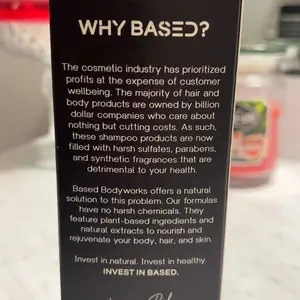 WHY BASED?
The cosmetic industry has prioritized
profits at the expense of customer
wellbeing. The majority of hair and
body products are owned by billion
dollar companies who care about
nothing but cutting costs. As such,
these shampoo products are now
filled with harsh sulfates, parabens,
and synthetic fragrances that are
detrimental to your health.
Based Bodyworks offers a natural
solution to this problem. Our formulas
have no harsh chemicals. They
feature plant-based ingredients and
natural extracts to nourish and
rejuvenate your body, hair, and skin.
Invest in natural. Invest in healthy.
INVEST IN BASED.